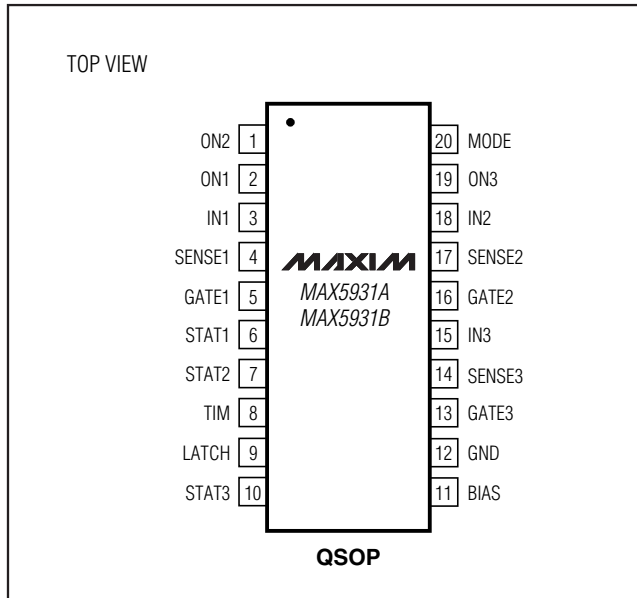 TOP VIEW
ON2 1
ON1 2
IN1 3
SENSE1 4
GATE1 5
STAT1 6
STAT2 7
TIM 8
LATCH 9
STAT3 10
MAXIM
MAX5931A
MAX5931B
20 MODE
19 ON3
18 IN2
17 SENSE2
16 GATE2
15 IN3
14 SENSE3
13 GATE3
12 GND
11 BIAS
QSOP